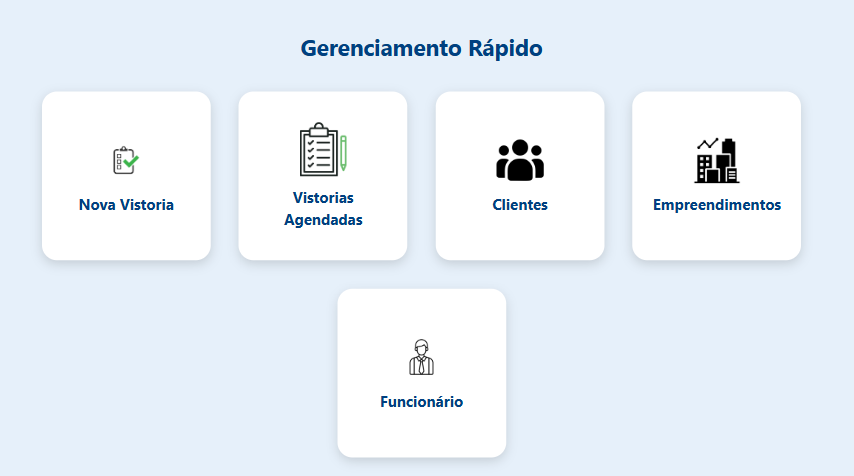 Gerenciamento Rápido
Nova Vistoria
Vistorias
Agendadas
Clientes
Empreendimentos
Funcionário